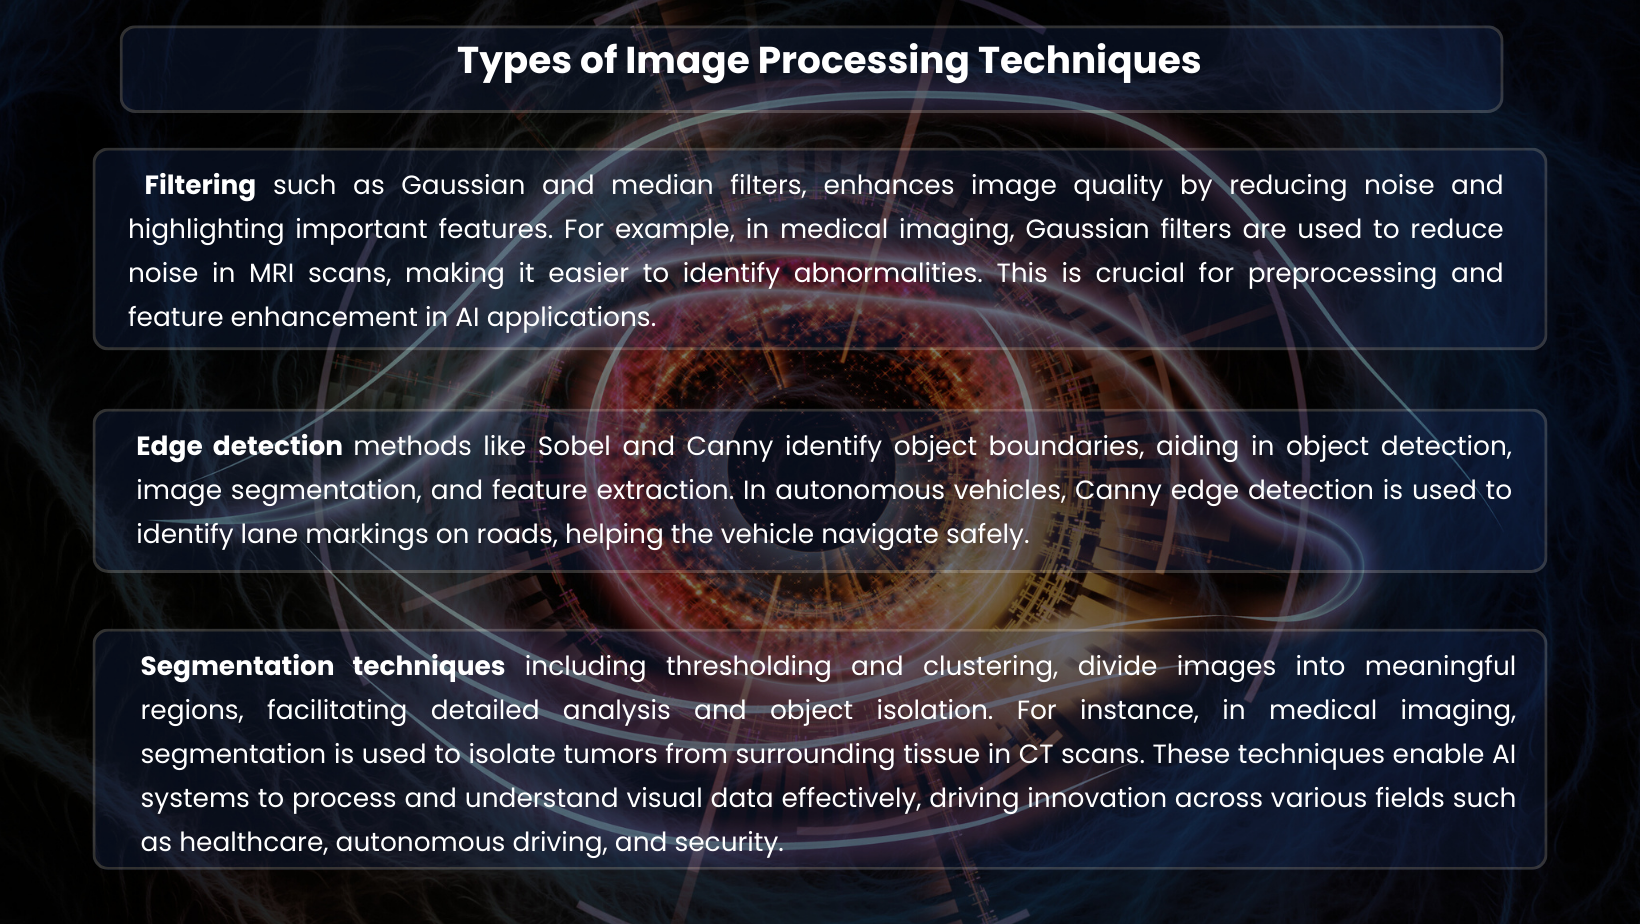 Types of Image Processing Techniques
Filtering such as Gaussian and median filters, enhances image quality by reducing noise and
highlighting important features. For example, in medical imaging, Gaussian filters are used to reduce
noise in MRI scans, making it easier to identify abnormalities. This is crucial for preprocessing and
feature enhancement in AI applications.
Edge detection methods like Sobel and Canny identify object boundaries, aiding in object detection,
image segmentation, and feature extraction. In autonomous vehicles, Canny edge detection is used to
identify lane markings on roads, helping the vehicle navigate safely.
Segmentation techniques including thresholding and clustering, divide images into meaningful
regions, facilitating detailed analysis and object isolation. For instance, in medical imaging,
segmentation is used to isolate tumors from surrounding tissue in CT scans. These techniques enable AI
systems to process and understand visual data effectively, driving innovation across various fields such
as healthcare, autonomous driving, and security.